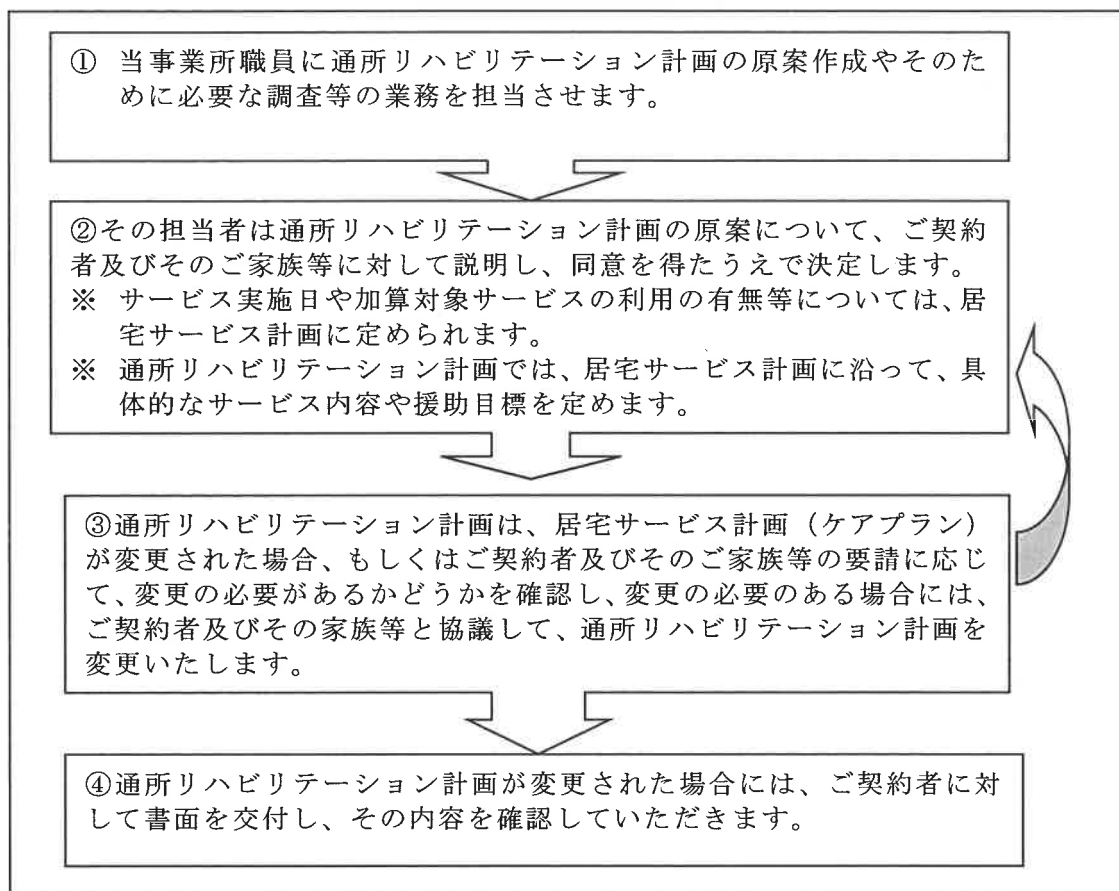 ① 当事業所職員に通所リハビリテーション計画の原案作成やそのた
めに必要な調査等の業務を担当させます。
②その担当者は通所リハビリテーション計画の原案について、ご契約
者及びそのご家族等に対して説明し、同意を得たうえで決定します。
※ サービス実施日や加算対象サービスの利用の有無等については、居
宅サービス計画に定められます。
※ 通所リハビリテーション計画では、居宅サービス計画に沿って、具
体的なサービス内容や援助目標を定めます。
③通所リハビリテーション計画は、居宅サービス計画（ケアプラン）
が変更された場合、もしくはご契約者及びそのご家族等の要請に応じ
て、変更の必要があるかどうかを確認し、変更の必要のある場合には、
ご契約者及びその家族等と協議して、通所リハビリテーション計画を
変更いたします。
④通所リハビリテーション計画が変更された場合には、ご契約者に対
して書面を交付し、その内容を確認していただきます。